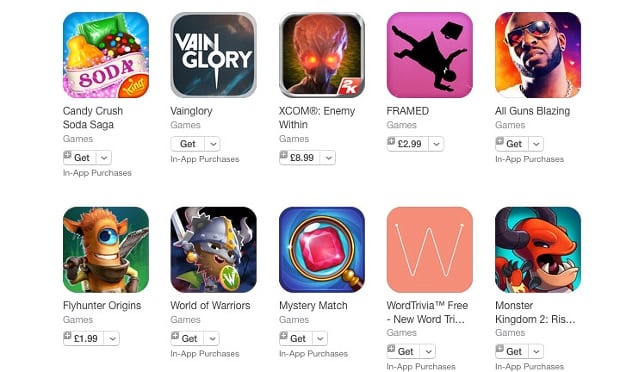 SODA
King
VAIN
GLORY
2K
Candy Crush
Soda Saga
Games
Get
In-App Purchases
Vainglory
Games
Get
In-App Purchases
XCOM®: Enemy
Within
Games
£8.99
FRAMED
Games
£2.99
All Guns Blazing
Games
Get
In-App Purchases
W
W
Flyhunter Origins
Games
£1.99
World of Warriors
Games
Get
In-App Purchases
Mystery Match
Games
Get
In-App Purchases
WordTrivia™ Free
- New Word Tri...
Games
Get
In-App Purchases
Monster
Kingdom 2: Ris...
Games
Get
In-App Purchases